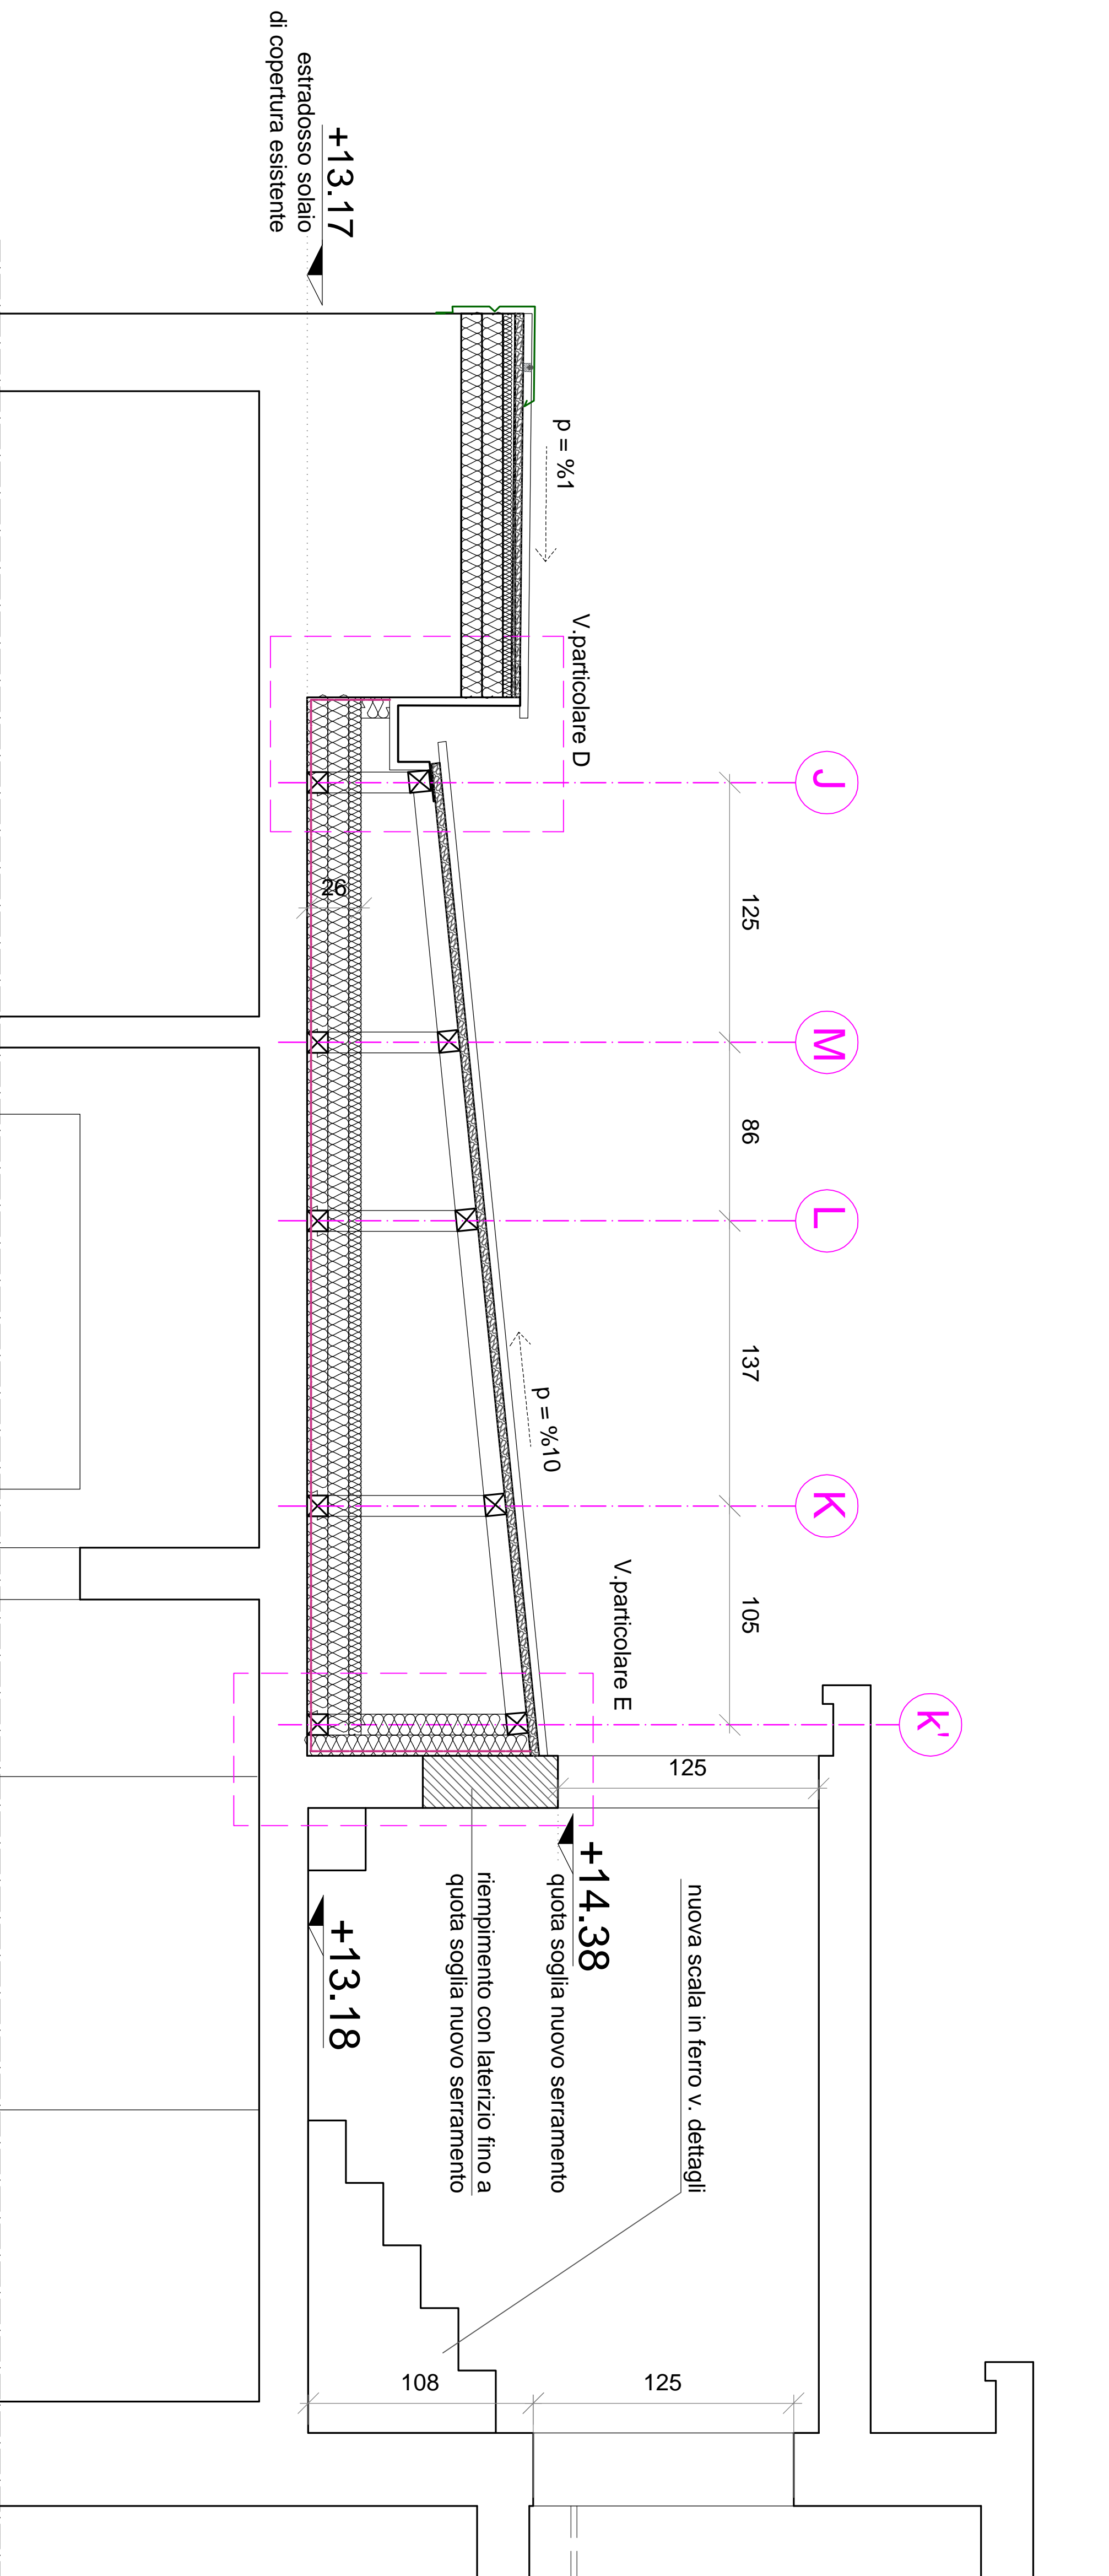 J
M
L
K
k'
125
86
137
105
V.particolare D
V.particolare E
p = %1
p = %10
26
+13.17
estradosso solaio
di copertura esistente
125
nuova scala in ferro v. dettagli
+14.38
quota soglia nuovo serramento
riempimento con laterizio fino a
quota soglia nuovo serramento
+13.18
125
108